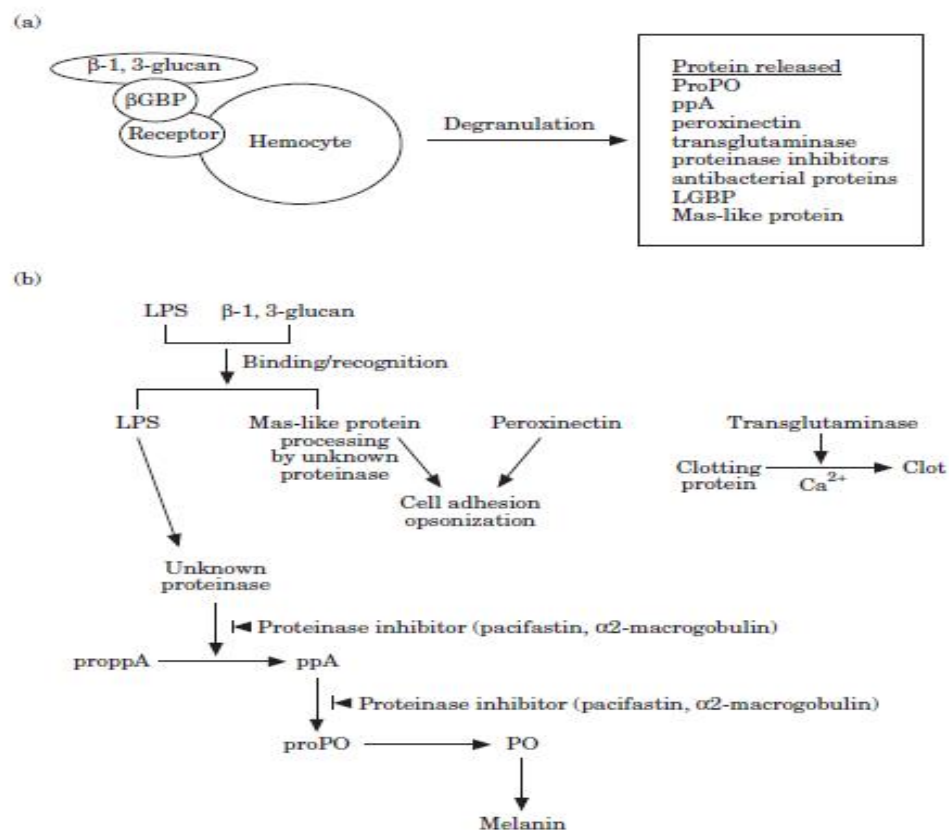 (a)
β-1, 3-glucan
βGBP
Receptor
Hemocyte
Degranulation
Protein released
ProPO
ppA
peroxinectin
transglutaminase
proteinase inhibitors
antibacterial proteins
LGBP
Mas-like protein
(b)
LPS β-1, 3-glucan
Binding/recognition
LPS
Mas-like protein
processing
by unknown
proteinase
Peroxinectin
Cell adhesion
opsonization
Transglutaminase
Clotting
protein
Ca2+
Clot
Unknown
proteinase
Proteinase inhibitor (pacifastin, α2-macrogobulin)
proppA
ppA
Proteinase inhibitor (pacifastin, α2-macrogobulin)
proPO
PO
Melanin